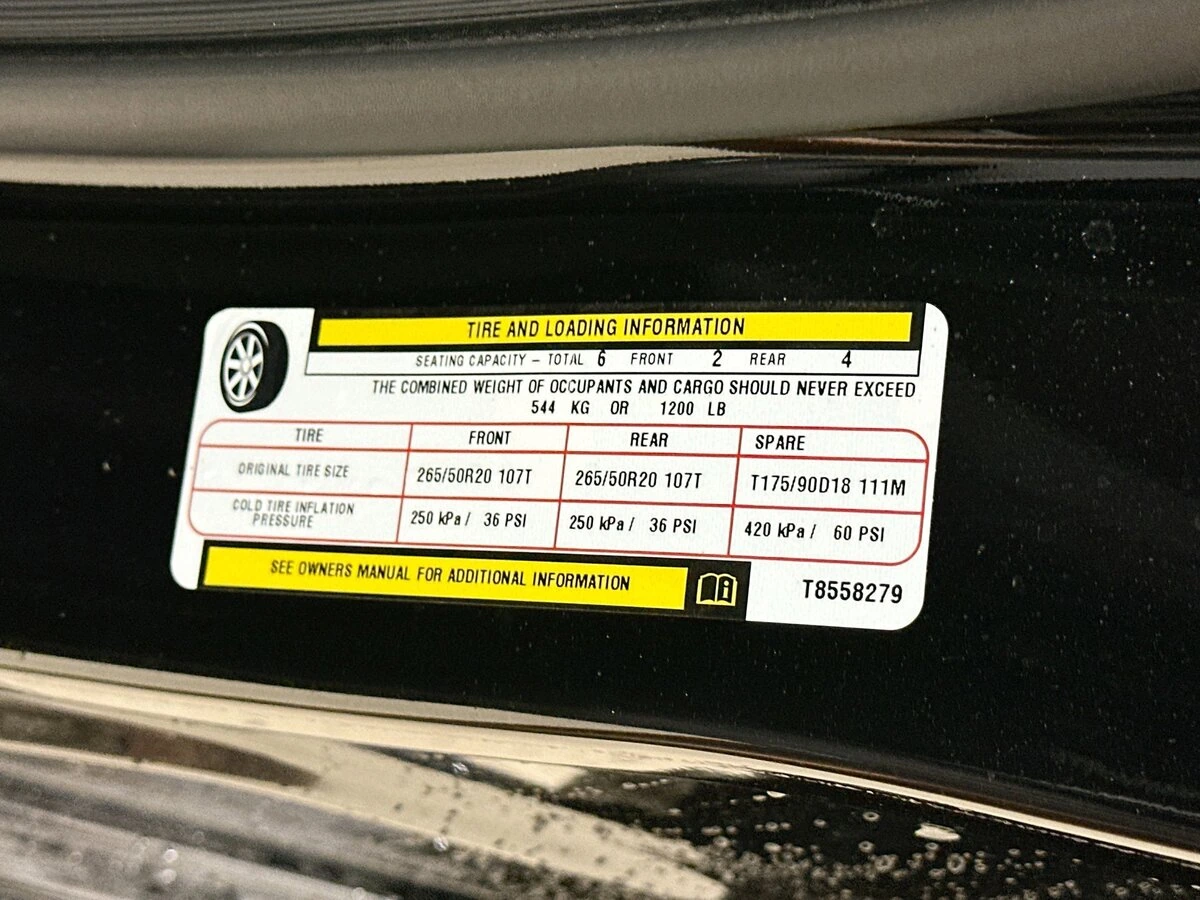 TIRE AND LOADING INFORMATION
SEATING CAPACITY – TOTAL 6 FRONT 2 REAR 4
THE COMBINED WEIGHT OF OCCUPANTS AND CARGO SHOULD NEVER EXCEED
544 KG OR 1200 LB
TIRE FRONT REAR SPARE
ORIGINAL TIRE SIZE 265/50R20 107T 265/50R20 107T T175/90D18 111M
COLD TIRE INFLATION PRESSURE 250 kPa / 36 PSI 250 kPa / 36 PSI 420 kPa / 60 PSI
SEE OWNERS MANUAL FOR ADDITIONAL INFORMATION
T8558279